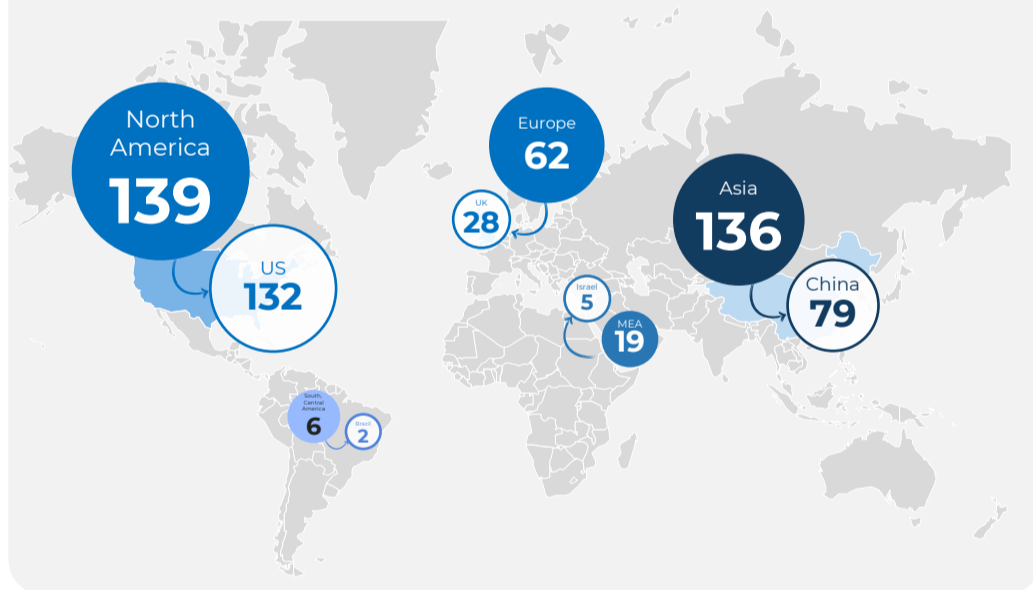 North
America
139
US
132
Europe
62
UK
28
Asia
136
China
79
Israel
5
MEA
19
South,
Central
America
6
Brazil
2